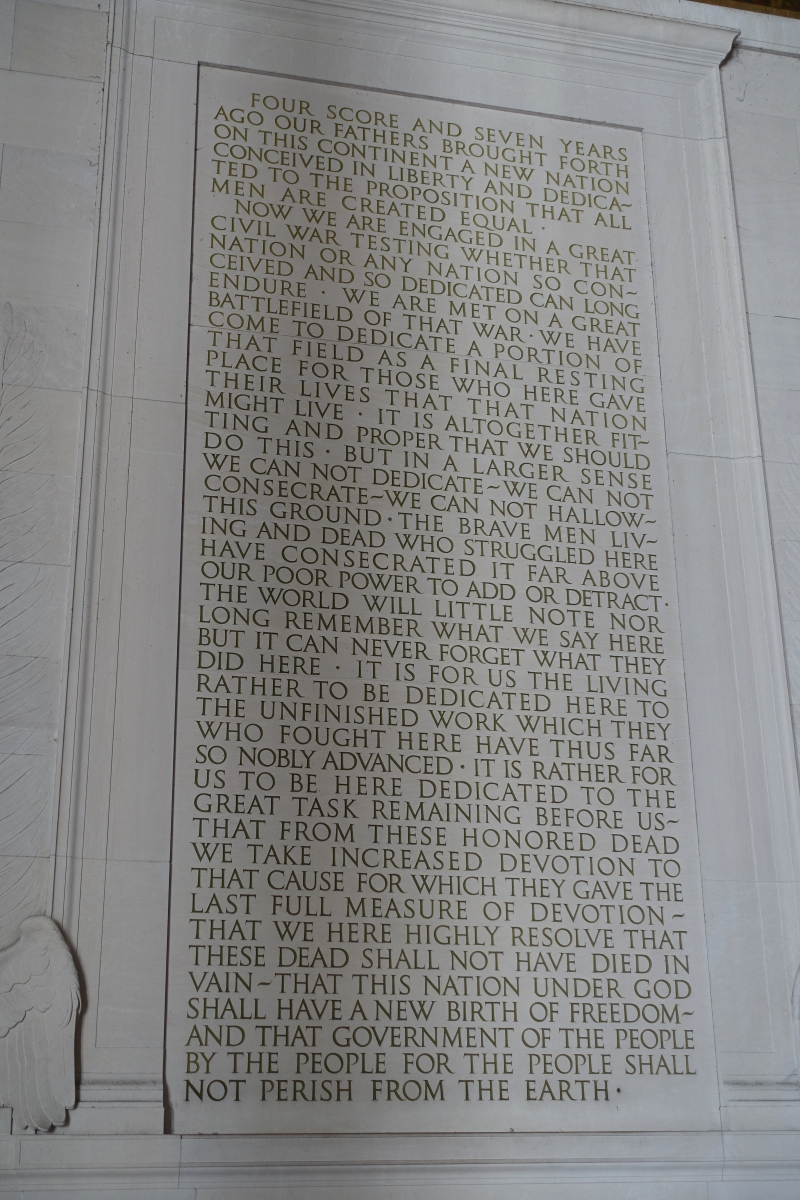 FOUR SCORE AND SEVEN YEARS
AGO OUR FATHERS BROUGHT FORTH
ON THIS CONTINENT A NEW NATION
CONCEIVED IN LIBERTY AND DEDICA~
TED TO THE PROPOSITION THAT ALL
MEN ARE CREATED EQUAL ·
NOW WE ARE ENGAGED IN A GREAT
CIVIL WAR TESTING WHETHER THAT
NATION OR ANY NATION SO CON~
CEIVED AND SO DEDICATED CAN LONG
ENDURE · WE ARE MET ON A GREAT
BATTLEFIELD OF THAT WAR · WE HAVE
COME TO DEDICATE A PORTION OF
THAT FIELD AS A FINAL RESTING
PLACE FOR THOSE WHO HERE GAVE
THEIR LIVES THAT THAT NATION
MIGHT LIVE · IT IS ALTOGETHER FIT~
TING AND PROPER THAT WE SHOULD
DO THIS · BUT IN A LARGER SENSE
WE CAN NOT DEDICATE~WE CAN NOT
CONSECRATE~WE CAN NOT HALLOW~
THIS GROUND · THE BRAVE MEN LIV~
ING AND DEAD WHO STRUGGLED HERE
HAVE CONSECRATED IT FAR ABOVE
OUR POOR POWER TO ADD OR DETRACT ·
THE WORLD WILL LITTLE NOTE NOR
LONG REMEMBER WHAT WE SAY HERE
BUT IT CAN NEVER FORGET WHAT THEY
DID HERE · IT IS FOR US THE LIVING
RATHER TO BE DEDICATED HERE TO
THE UNFINISHED WORK WHICH THEY
WHO FOUGHT HERE HAVE THUS FAR
SO NOBLY ADVANCED · IT IS RATHER FOR
US TO BE HERE DEDICATED TO THE
GREAT TASK REMAINING BEFORE US~
THAT FROM THESE HONORED DEAD
WE TAKE INCREASED DEVOTION TO
THAT CAUSE FOR WHICH THEY GAVE THE
LAST FULL MEASURE OF DEVOTION~
THAT WE HERE HIGHLY RESOLVE THAT
THESE DEAD SHALL NOT HAVE DIED IN
VAIN~THAT THIS NATION UNDER GOD
SHALL HAVE A NEW BIRTH OF FREEDOM~
AND THAT GOVERNMENT OF THE PEOPLE
BY THE PEOPLE FOR THE PEOPLE SHALL
NOT PERISH FROM THE EARTH ·